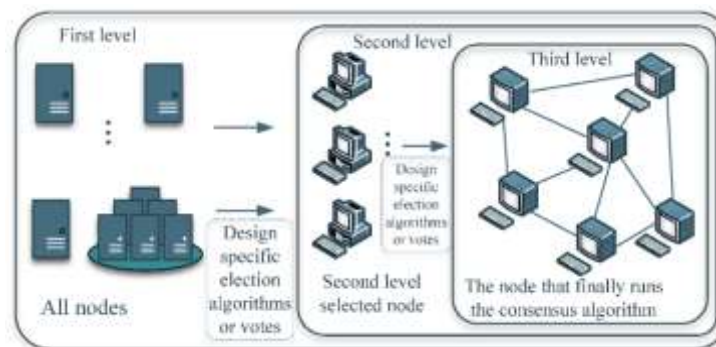 First level
All nodes
Design
specific
election
algorithms
or votes
Second level
Design
specific
election
algorithms
or votes
Second level
selected node
Third level
The node that finally runs
the consensus algorithm